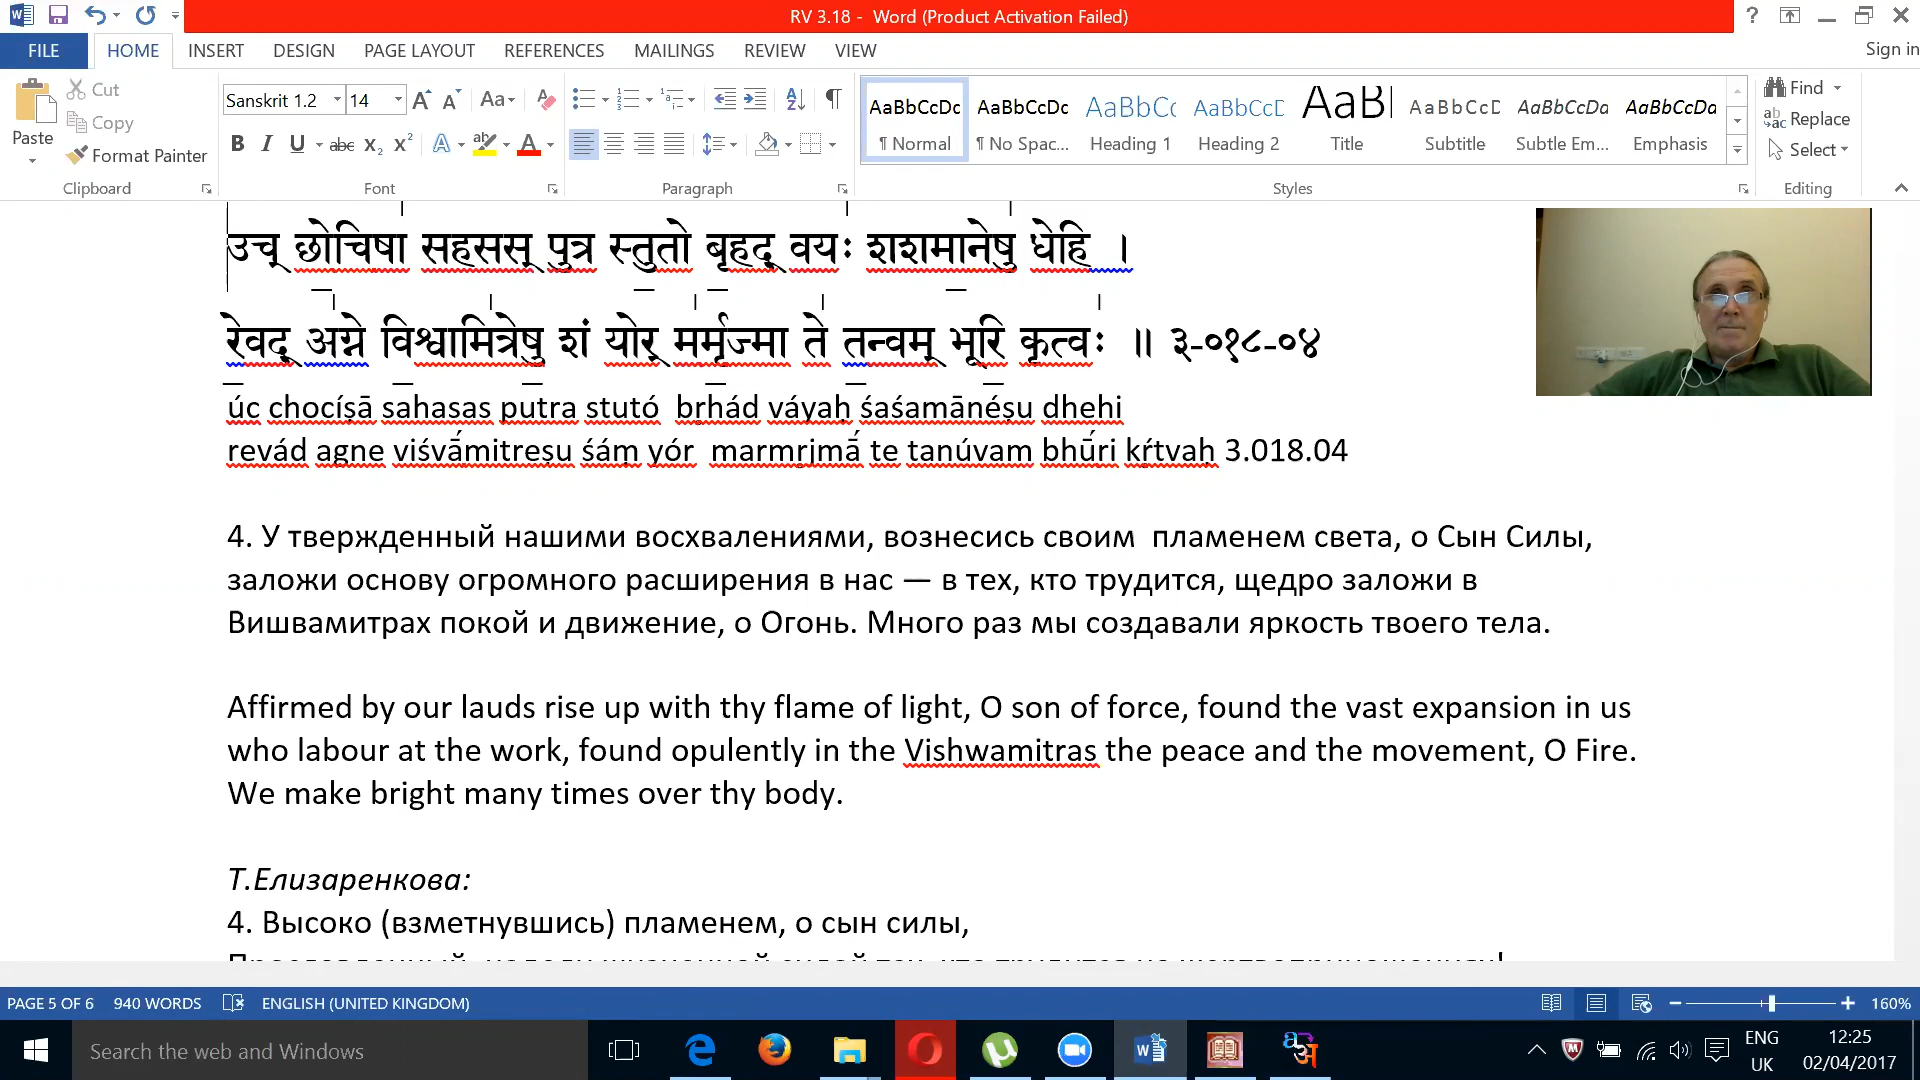 RV 3.18 - Word (Product Activation Failed)
FILE HOME INSERT DESIGN PAGE LAYOUT REFERENCES MAILINGS REVIEW VIEW Sign in
Paste Cut Copy Format Painter Clipboard
Sanskrit 1.2 14 Font
Paragraph
AaBbCcDc AaBbCcDc AaBbCc AaBbCcD AaBI AaBbCcD AaBbCcDa AaBbCcDa
¶ Normal ¶ No Spac... Heading 1 Heading 2 Title Subtitle Subtle Em... Emphasis
Styles
Find Replace Select Editing
उच् छोचिषा सहसस् पुत्र स्तुतो बृहद् वयः शशमानेषु धेहि ।
रेवद् अग्ने विश्वामित्रेषु शं योर् मर्मृज्मा ते तन्वम् भूरि कृत्वः ॥ ३-०१८-०४
úc chocíṣā sahasas putra stutó bṛhád váyaḥ śaśamānéṣu dhehi
revád agne viśvā́mitreṣu śáṃ yór marmṛjmā́ te tanúvam bhū́ri kṛ́tvaḥ 3.018.04
4. У твержденный нашими восхвалениями, вознесись своим пламенем света, о Сын Силы,
заложи основу огромного расширения в нас — в тех, кто трудится, щедро заложи в
Вишвамитрах покой и движение, о Огонь. Много раз мы создавали яркость твоего тела.
Affirmed by our lauds rise up with thy flame of light, O son of force, found the vast expansion in us
who labour at the work, found opulently in the Vishwamitras the peace and the movement, O Fire.
We make bright many times over thy body.
Т.Елизаренкова:
4. Высоко (взметнувшись) пламенем, о сын силы,
PAGE 5 OF 6 940 WORDS ENGLISH (UNITED KINGDOM) 160%
Search the web and Windows
ENG
UK
12:25
02/04/2017